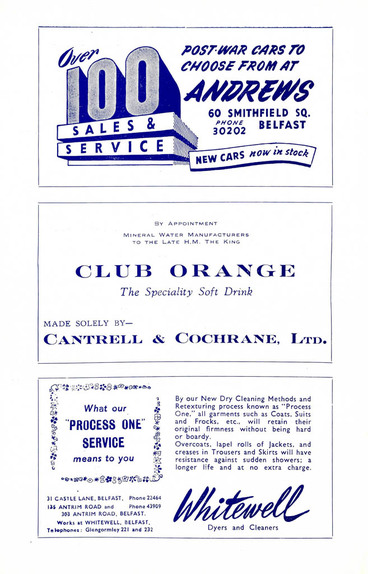 Over
100
SALES &
SERVICE
POST-WAR CARS TO
CHOOSE FROM AT
ANDREWS
60 SMITHFIELD SQ.
PHONE
30202 BELFAST
NEW CARS now in stock
BY APPOINTMENT
MINERAL WATER MANUFACTURERS
TO THE LATE H.M. THE KING
CLUB ORANGE
The Speciality Soft Drink
MADE SOLELY BY—
CANTRELL & COCHRANE, LTD.
What our
"PROCESS ONE"
SERVICE
means to you
By our New Dry Cleaning Methods and
Retexturing process known as "Process
One," all garments such as Coats, Suits
and Frocks, etc., will retain their
original firmness without being hard
or boardy.
Overcoats, lapel rolls of Jackets, and
creases in Trousers and Skirts will have
resistance against sudden showers; a
longer life and at no extra charge.
31 CASTLE LANE, BELFAST, Phone 23464
136 ANTRIM ROAD and Phone 43909
388 ANTRIM ROAD, BELFAST.
Works at WHITEWELL, BELFAST,
Telephones: Glengormley 221 and 232
Whitewell
Dyers and Cleaners